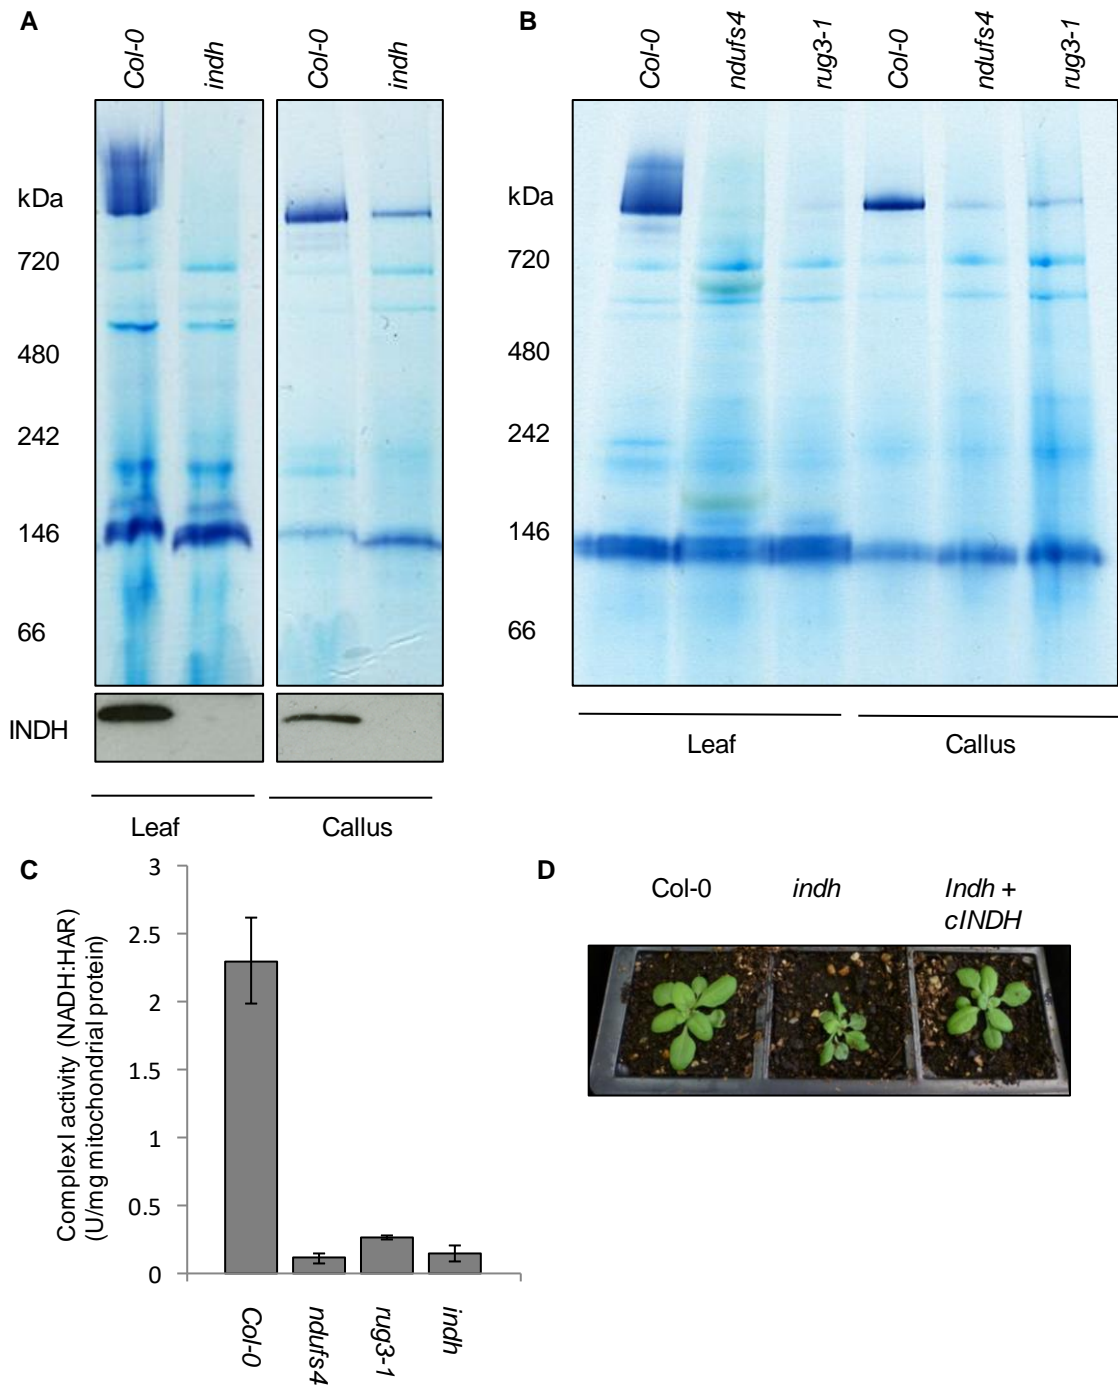 A
Col-0
indh
Col-0
indh
kDa
720
480
242
146
66
INDH
Leaf
Callus
B
Col-0
ndufs4
rug3-1
Col-0
ndufs4
rug3-1
kDa
720
480
242
146
66
Leaf
Callus
C
Complex I activity (NADH:HAR)
(U/mg mitochondrial protein)
3
2.5
2
1.5
1
0.5
0
Col-0
ndufs4
rug3-1
indh
D
Col-0
indh
Indh +
cINDH